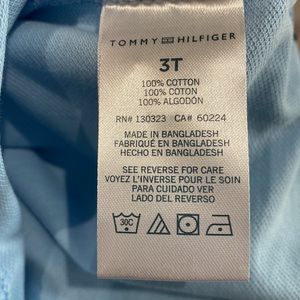 TOMMY HILFIGER
3T
100% COTTON
100% COTON
100% ALGODÓN
RN# 130323 CA# 60224
MADE IN BANGLADESH
FABRIQUÉ EN BANGLADESH
HECHO EN BANGLADESH
SEE REVERSE FOR CARE
VOYEZ L'INVERSE POUR LE SOIN
PARA CUIDADO VER
LADO DEL REVERSO
30C